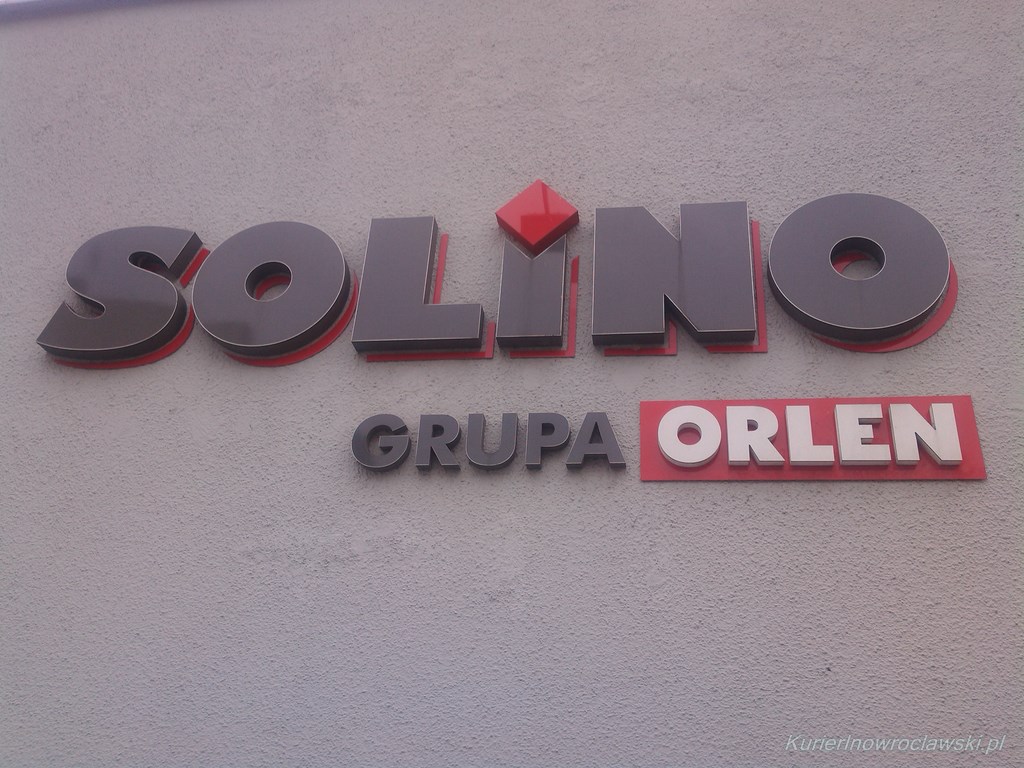 SOLiNO
GRUPA ORLEN
KurierInowroclawski.pl